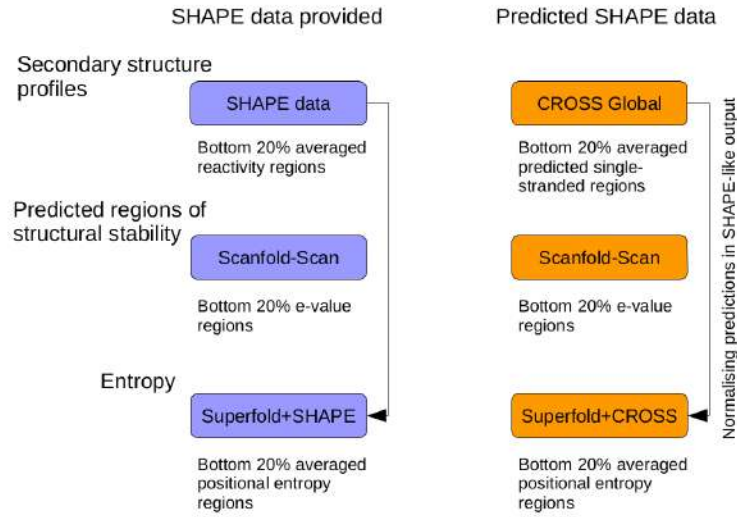 SHAPE data provided
Predicted SHAPE data
Secondary structure
profiles
SHAPE data
CROSS Global
Bottom 20% averaged
reactivity regions
Bottom 20% averaged
predicted single-
stranded regions
Predicted regions of
structural stability
Scanfold-Scan
Scanfold-Scan
Bottom 20% e-value
regions
Bottom 20% e-value
regions
Entropy
Superfold+SHAPE
Superfold+CROSS
Bottom 20% averaged
positional entropy
regions
Bottom 20% averaged
positional entropy
regions
Normalising predictions in SHAPE-like output